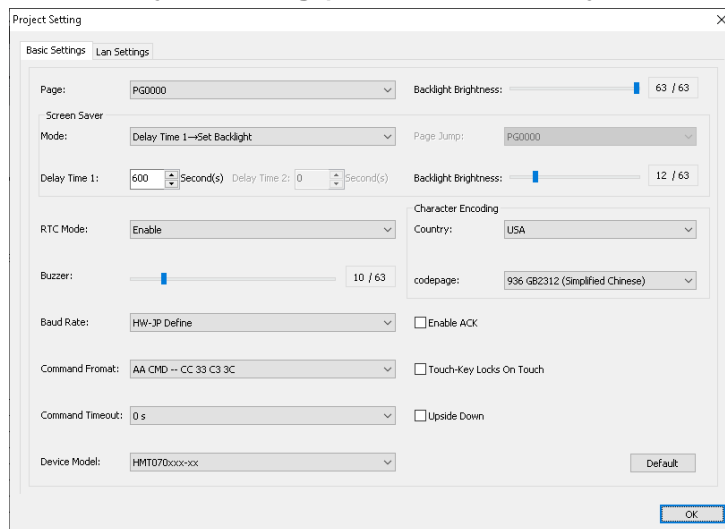 Project Setting
Basic Settings Lan Settings
Page: PG0000 Backlight Brightness: 63 / 63
Screen Saver
Mode: Delay Time 1→Set Backlight Page Jump: PG0000
Delay Time 1: 600 Second(s) Delay Time 2: 0 Second(s) Backlight Brightness: 12 / 63
Character Encoding
RTC Mode: Enable Country: USA
Buzzer: 10 / 63 codepage: 936 GB2312 (Simplified Chinese)
Baud Rate: HW-JP Define Enable ACK
Command Fromat: AA CMD -- CC 33 C3 3C Touch-Key Locks On Touch
Command Timeout: 0 s Upside Down
Device Model: HMT070xxx-xx Default
OK